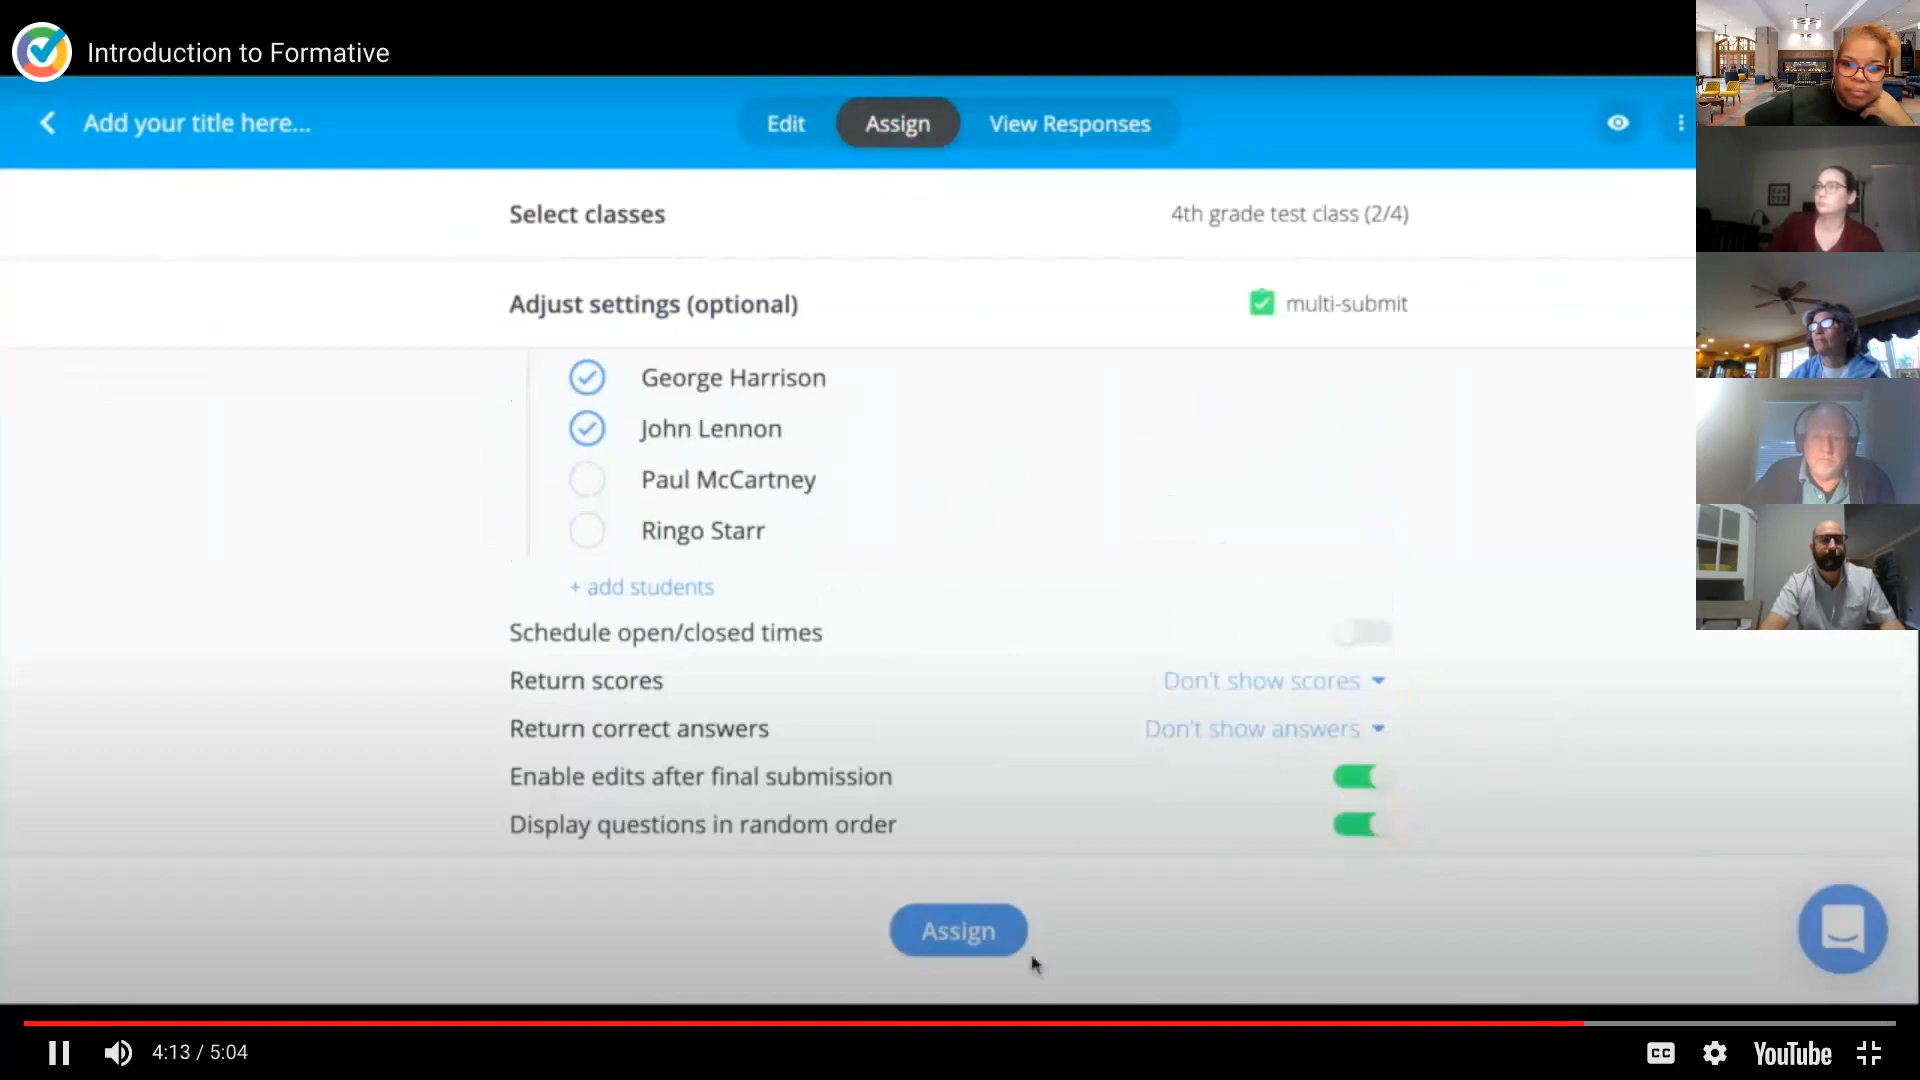 Introduction to Formative
Add your title here...
Edit
Assign
View Responses
Select classes
4th grade test class (2/4)
Adjust settings (optional)
multi-submit
George Harrison
John Lennon
Paul McCartney
Ringo Starr
+ add students
Schedule open/closed times
Return scores
Don't show scores
Return correct answers
Don't show answers
Enable edits after final submission
Display questions in random order
Assign
4:13 / 5:04
CC
YouTube